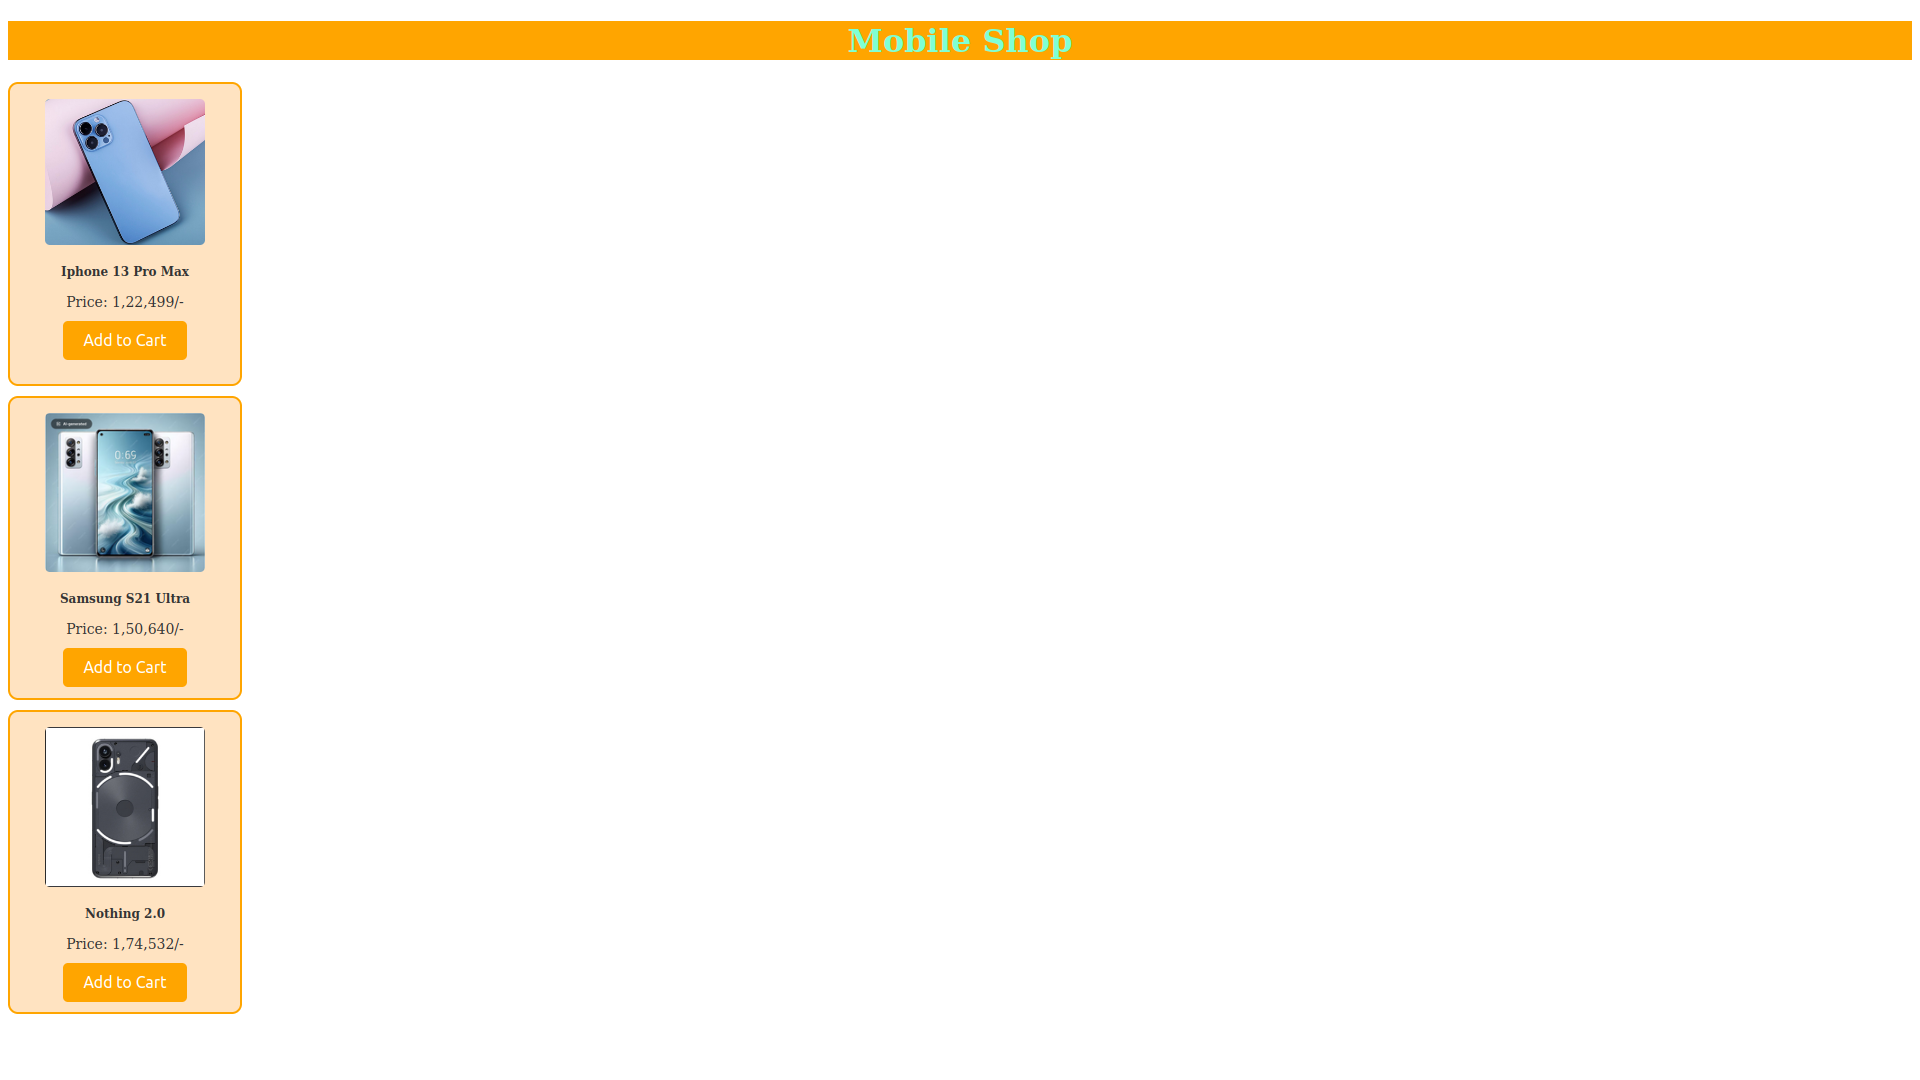 Mobile Shop
Iphone 13 Pro Max
Price: 1,22,499/-
Add to Cart
AI generated
0:65
Samsung S21 Ultra
Price: 1,50,640/-
Add to Cart
Nothing 2.0
Price: 1,74,532/-
Add to Cart